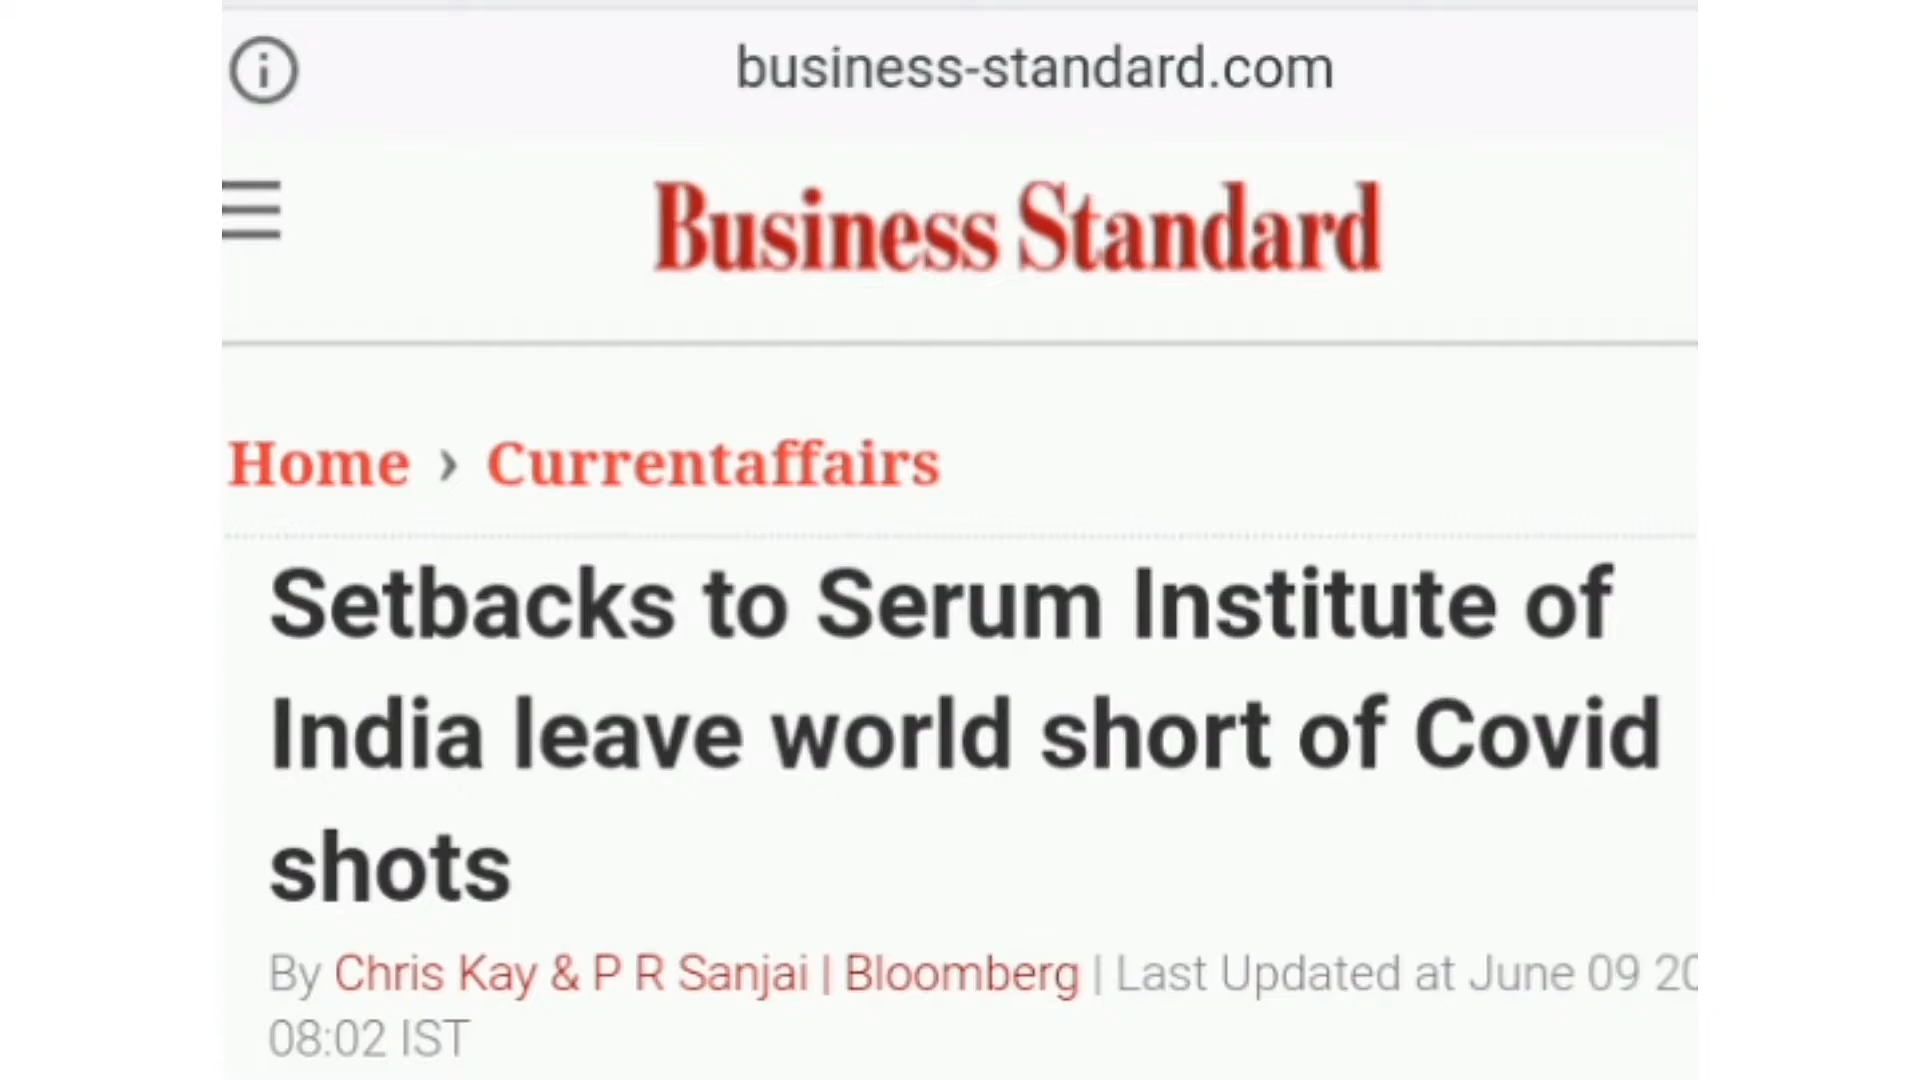 business-standard.com
Business Standard
Home › Currentaffairs
Setbacks to Serum Institute of
India leave world short of Covid
shots
By Chris Kay & P R Sanjai | Bloomberg | Last Updated at June 09 20
08:02 IST